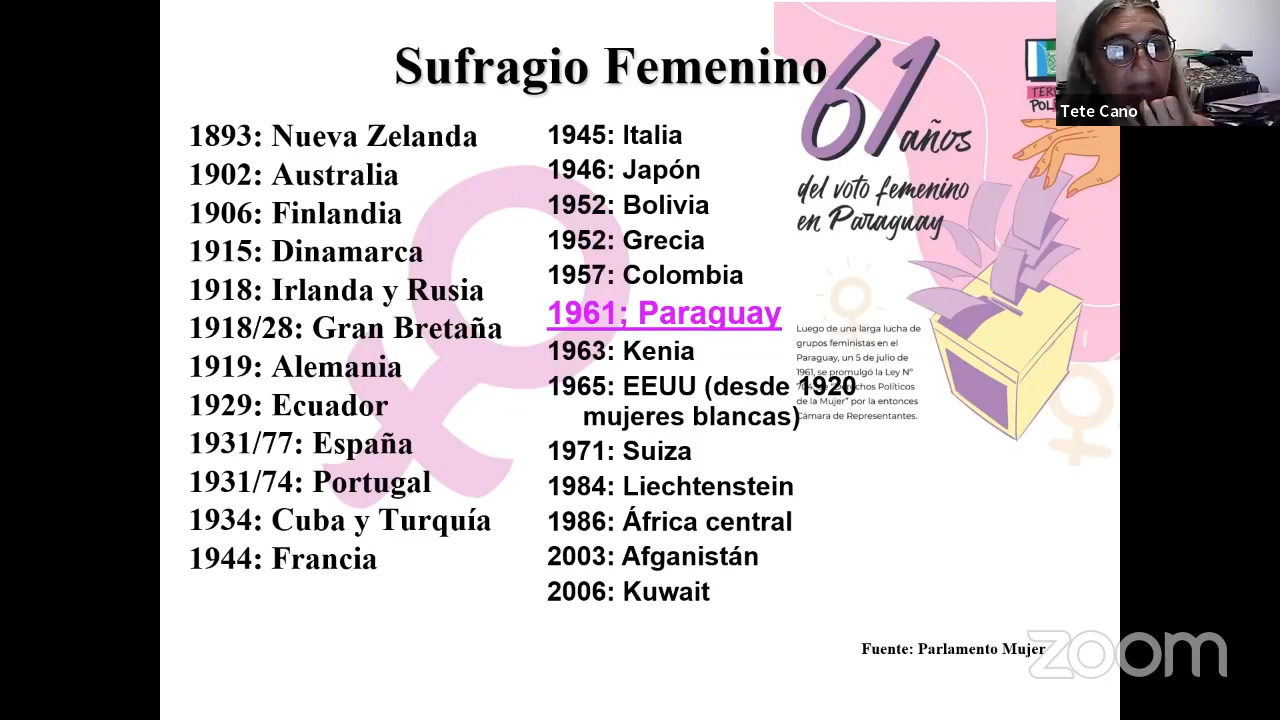 Sufragio Femenino
1893: Nueva Zelanda
1902: Australia
1906: Finlandia
1915: Dinamarca
1918: Irlanda y Rusia
1918/28: Gran Bretaña
1919: Alemania
1929: Ecuador
1931/77: España
1931/74: Portugal
1934: Cuba y Turquía
1944: Francia
1945: Italia
1946: Japón
1952: Bolivia
1952: Grecia
1957: Colombia
1961; Paraguay
1963: Kenia
1965: EEUU (desde 1920
mujeres blancas)
1971: Suiza
1984: Liechtenstein
1986: África central
2003: Afganistán
2006: Kuwait
61 años
del voto femenino
en Paraguay
Luego de una larga lucha de
grupos feministas en el
Paraguay, un 5 de julio de
1961, se promulgó la Ley Nº
Derechos Políticos
de la Mujer" por la entonces
Cámara de Representantes.
Tete Cano
Fuente: Parlamento Mujer
zoom